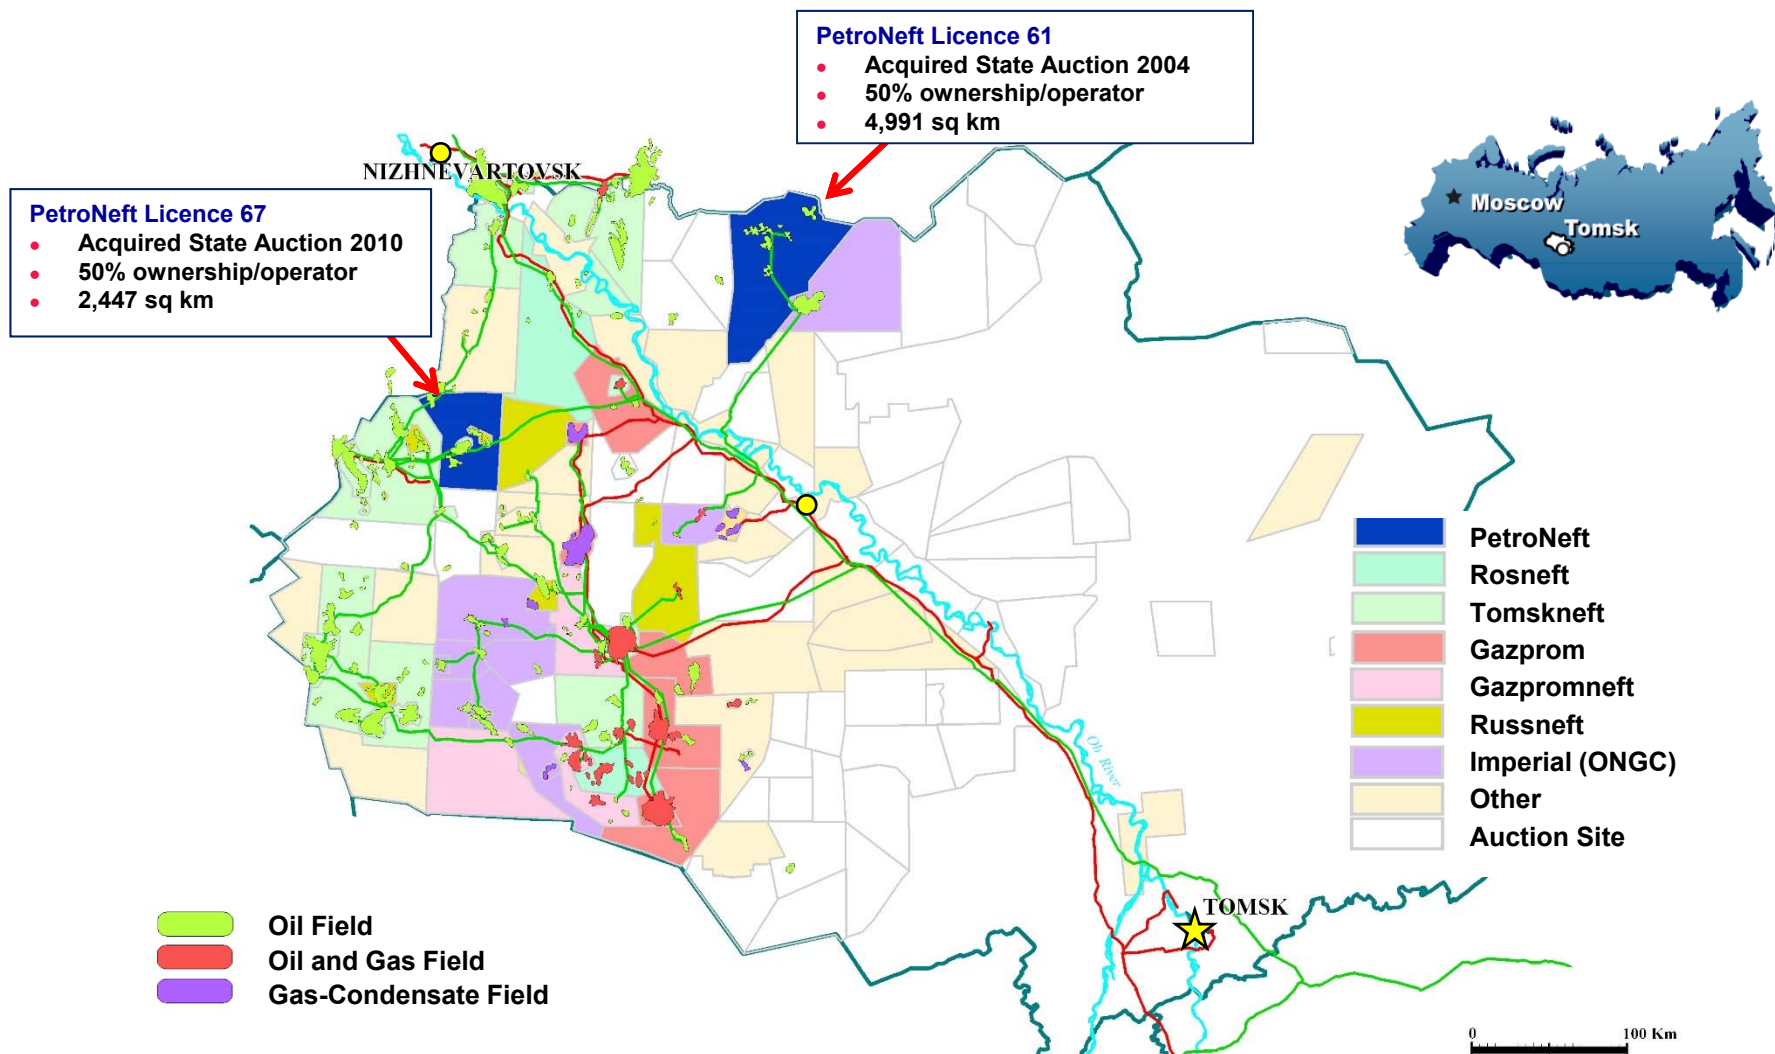 PetroNeft Licence 61
• Acquired State Auction 2004
• 50% ownership/operator
• 4,991 sq km
NIZHNEVARTOVSK
PetroNeft Licence 67
• Acquired State Auction 2010
• 50% ownership/operator
• 2,447 sq km
Moscow
Tomsk
PetroNeft
Rosneft
Tomskneft
Gazprom
Gazpromneft
Russneft
Imperial (ONGC)
Other
Auction Site
Ob River
TOMSK
Oil Field
Oil and Gas Field
Gas-Condensate Field
0 100 Km